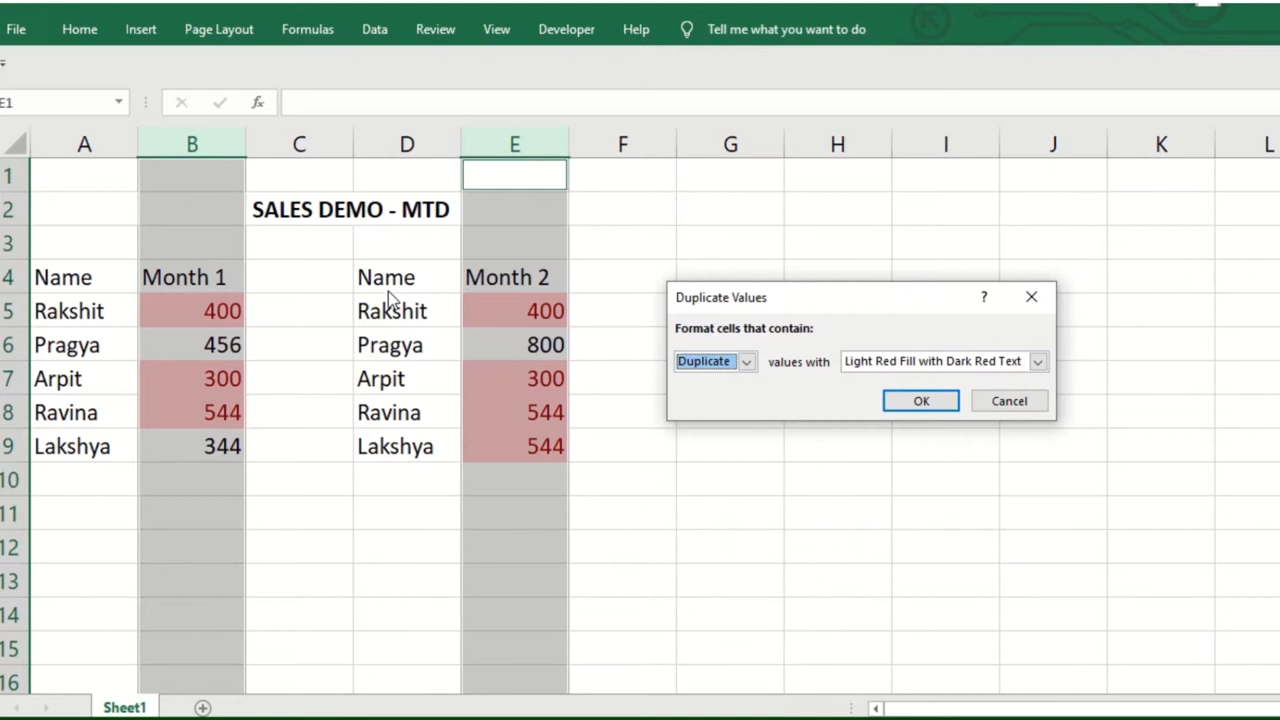 File Home Insert Page Layout Formulas Data Review View Developer Help Tell me what you want to do
E1 fx
A B C D E F G H I J K L
1
2 SALES DEMO - MTD
3
4 Name Month 1 Name Month 2
5 Rakshit 400 Rakshit 400
6 Pragya 456 Pragya 800
7 Arpit 300 Arpit 300
8 Ravina 544 Ravina 544
9 Lakshya 344 Lakshya 544
10
11
12
13
14
15
16
Duplicate Values ?
Format cells that contain:
Duplicate values with Light Red Fill with Dark Red Text
OK Cancel
Sheet1